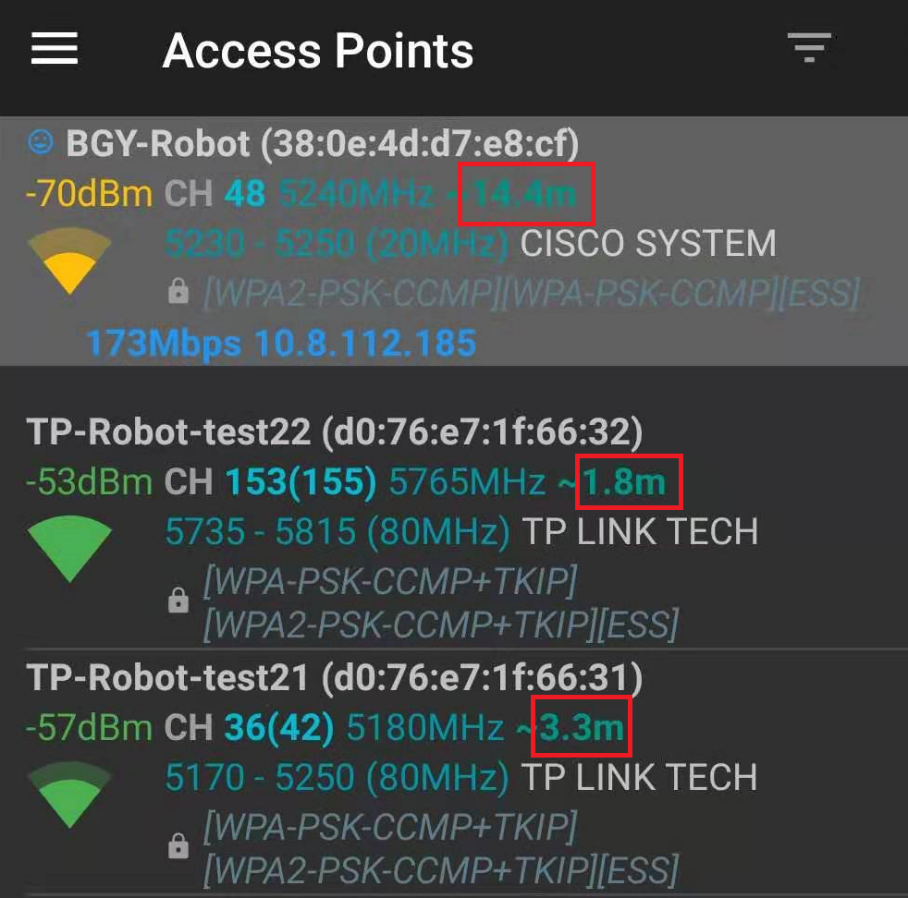 Access Points
BGY-Robot (38:0e:4d:d7:e8:cf)
-70dBm CH 48 5240MHz ~14.4m
5230 - 5250 (20MHz) CISCO SYSTEM
[WPA2-PSK-CCMP][WPA-PSK-CCMP][ESS]
173Mbps 10.8.112.185
TP-Robot-test22 (d0:76:e7:1f:66:32)
-53dBm CH 153(155) 5765MHz ~1.8m
5735 - 5815 (80MHz) TP LINK TECH
[WPA-PSK-CCMP+TKIP]
[WPA2-PSK-CCMP+TKIP][ESS]
TP-Robot-test21 (d0:76:e7:1f:66:31)
-57dBm CH 36(42) 5180MHz ~3.3m
5170 - 5250 (80MHz) TP LINK TECH
[WPA-PSK-CCMP+TKIP]
[WPA2-PSK-CCMP+TKIP][ESS]